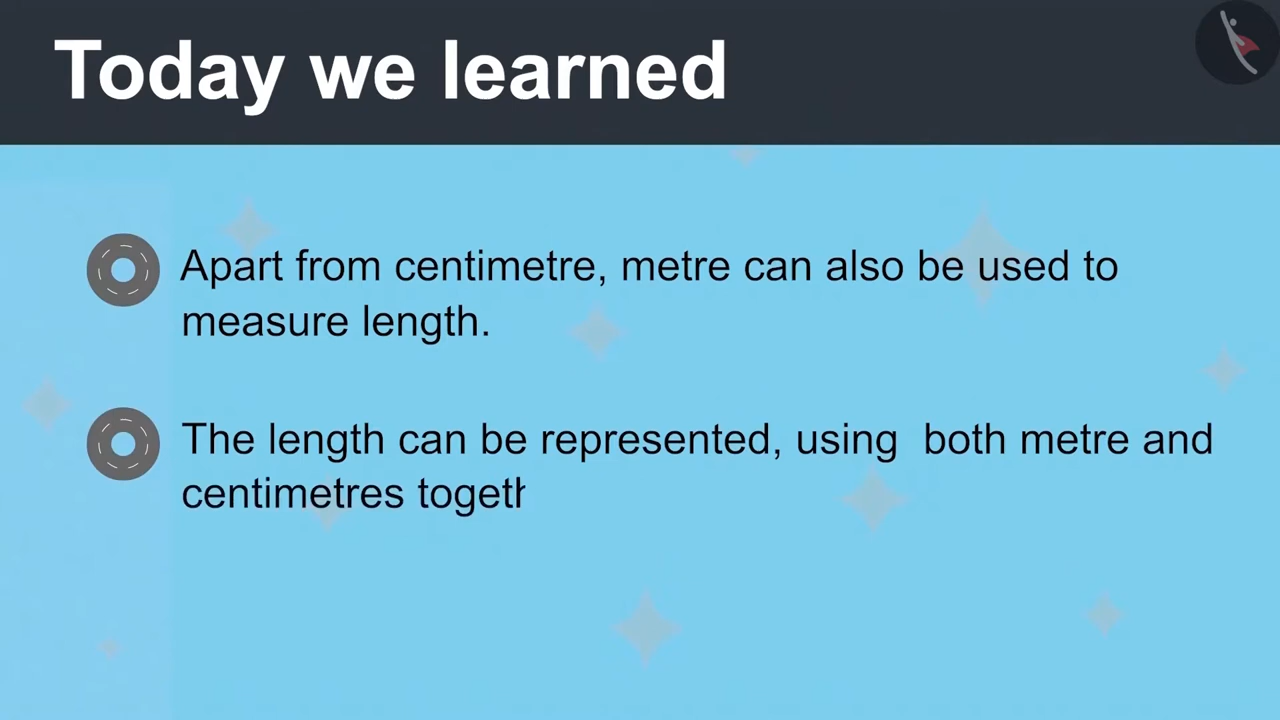 Today we learned
Apart from centimetre, metre can also be used to
measure length.
The length can be represented, using  both metre and
centimetres togeth